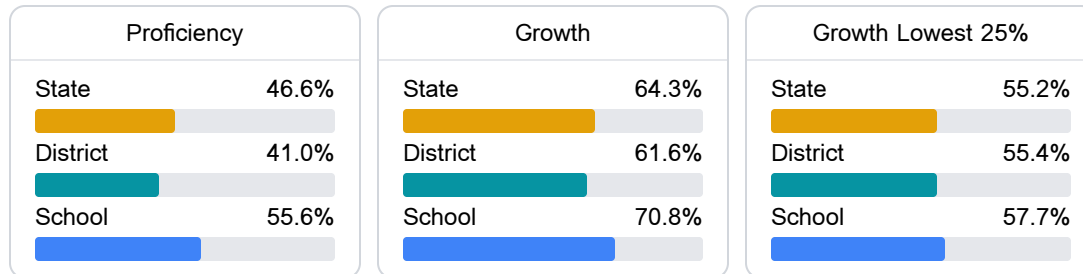 Proficiency
State 46.6%
District 41.0%
School 55.6%
Growth
State 64.3%
District 61.6%
School 70.8%
Growth Lowest 25%
State 55.2%
District 55.4%
School 57.7%